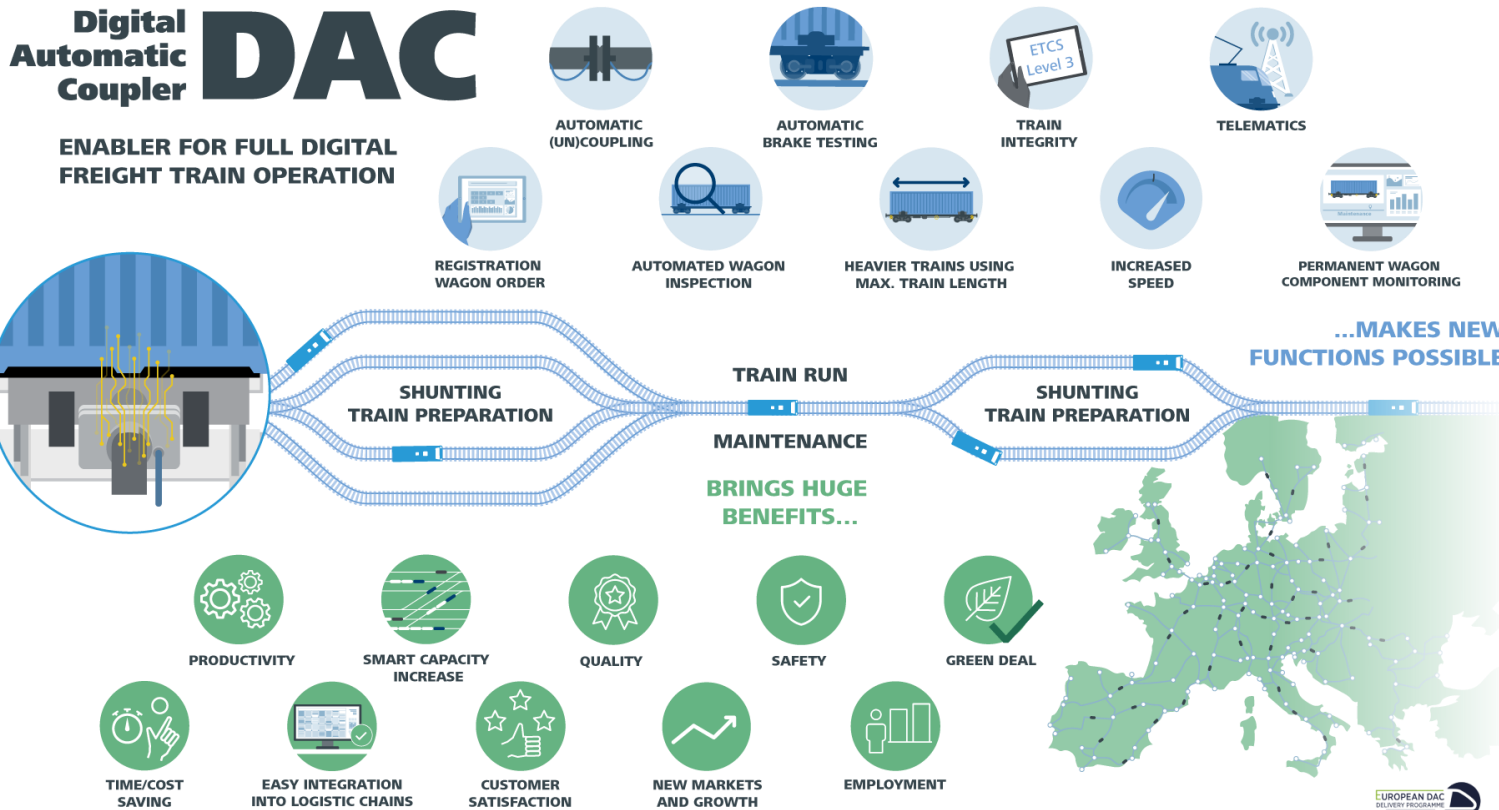 Digital
Automatic
Coupler
DAC
ENABLER FOR FULL DIGITAL
FREIGHT TRAIN OPERATION
AUTOMATIC
(UN)COUPLING
AUTOMATIC
BRAKE TESTING
ETCS
Level 3
TRAIN
INTEGRITY
TELEMATICS
REGISTRATION
WAGON ORDER
AUTOMATED WAGON
INSPECTION
HEAVIER TRAINS USING
MAX. TRAIN LENGTH
INCREASED
SPEED
Maintenance
PERMANENT WAGON
COMPONENT MONITORING
...MAKES NEW
FUNCTIONS POSSIBLE
SHUNTING
TRAIN PREPARATION
TRAIN RUN
MAINTENANCE
SHUNTING
TRAIN PREPARATION
BRINGS HUGE
BENEFITS...
PRODUCTIVITY
SMART CAPACITY
INCREASE
QUALITY
SAFETY
GREEN DEAL
TIME/COST
SAVING
EASY INTEGRATION
INTO LOGISTIC CHAINS
CUSTOMER
SATISFACTION
NEW MARKETS
AND GROWTH
EMPLOYMENT
EUROPEAN DAC
DELIVERY PROGRAMME